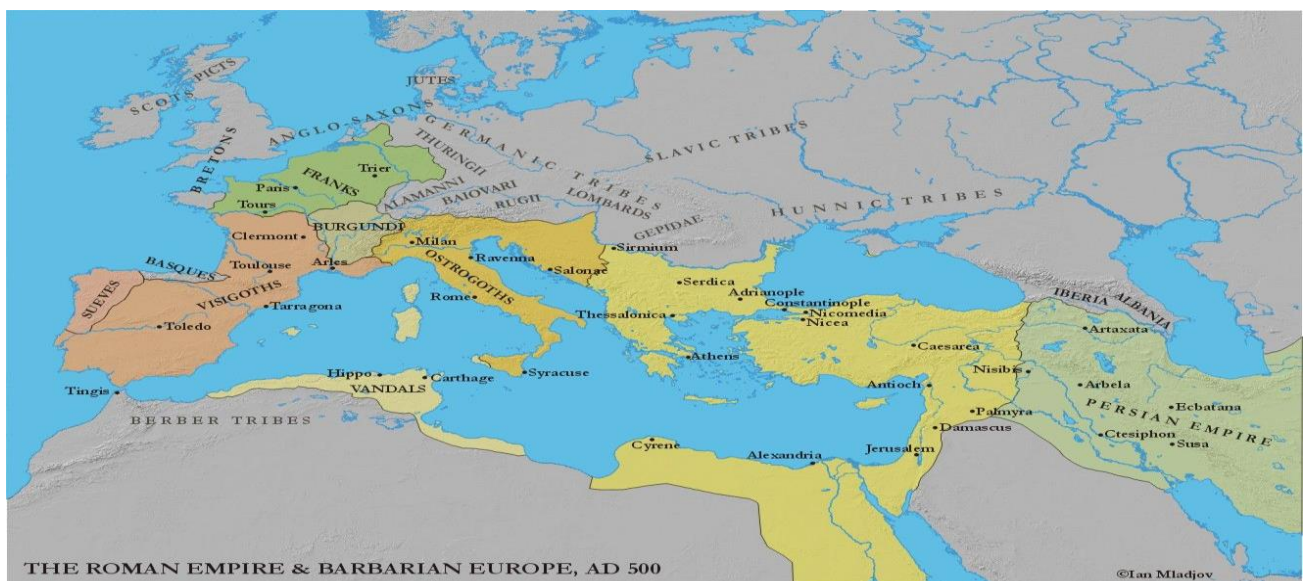 PICTS
SCOTS
JUTES
ANGLO-SAXONS
BRETONS
GERMANIC TRIBES
THURINGII
SLAVIC TRIBES
Trier
FRANKS
Paris
ALAMANNI
BAIOVARI
LOMBARDS
RUGII
HUNNIC TRIBES
Tours
BURGUNDI
GEPIDAE
Clermont
Milan
Sirmium
BASQUES
Toulouse
Arles
Ravenna
Salonae
OSTROGOTHS
Serdica
SUEVES
VISIGOTHS
Adrianople
IBERIA
ALBANIA
Tarragona
Rome
Constantinople
Nicomedia
Thessalonica
Nicea
Toledo
Artaxata
Caesarea
Athens
Hippo
Carthage
Syracuse
Nisibis
VANDALS
Antioch
Arbela
Tingis
BERBER TRIBES
Palmyra
Ecbatana
PERSIAN EMPIRE
Damascus
Ctesiphon
Cyrene
Susa
Alexandria
Jerusalem
THE ROMAN EMPIRE & BARBARIAN EUROPE, AD 500
©Ian Mladjov